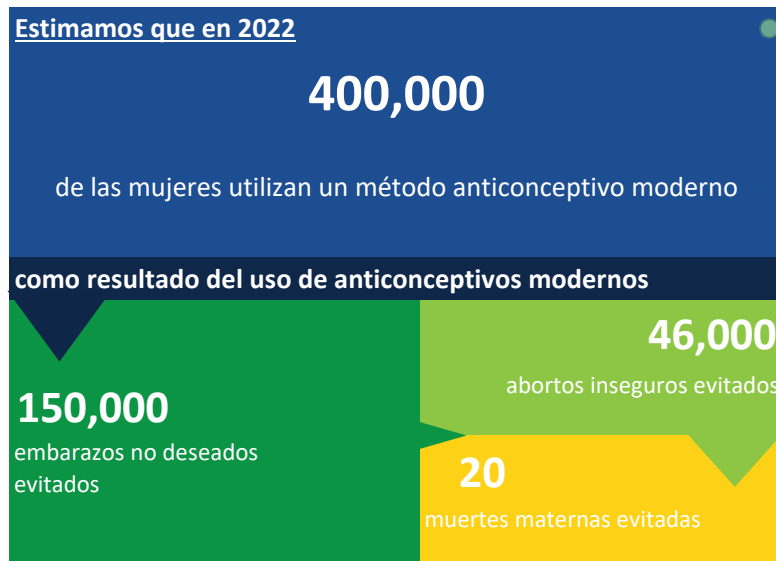 Estimamos que en 2022
400,000
de las mujeres utilizan un método anticonceptivo moderno
como resultado del uso de anticonceptivos modernos
46,000
abortos inseguros evitados
150,000
embarazos no deseados
evitados
20
muertes maternas evitadas